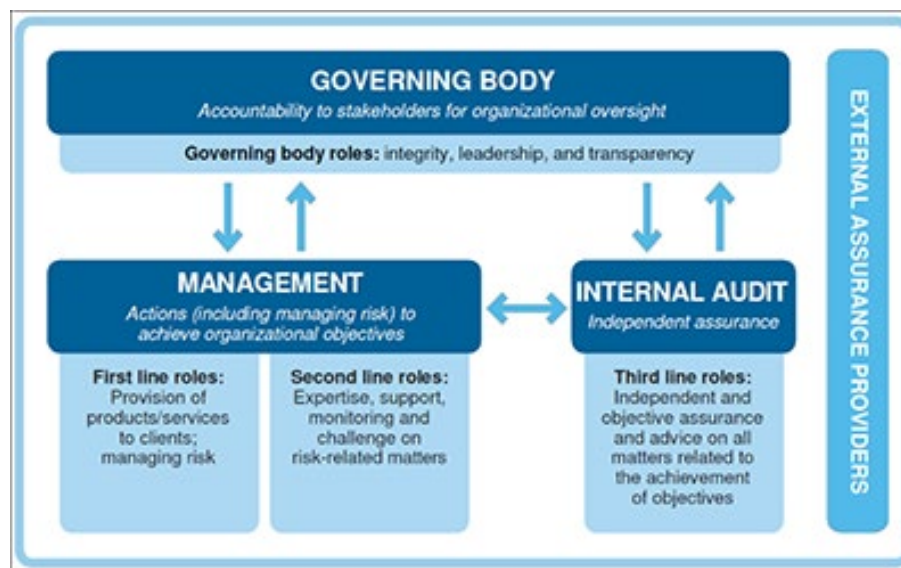 GOVERNING BODY
Accountability to stakeholders for organizational oversight
Governing body roles: integrity, leadership, and transparency
MANAGEMENT
Actions (including managing risk) to
achieve organizational objectives
First line roles:
Provision of
products/services
to clients;
managing risk
Second line roles:
Expertise, support,
monitoring and
challenge on
risk-related matters
INTERNAL AUDIT
Independent assurance
Third line roles:
Independent and
objective assurance
and advice on all
matters related to
the achievement
of objectives
EXTERNAL ASSURANCE PROVIDERS